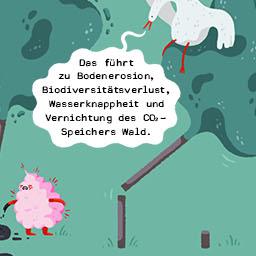 Das führt
zu Bodenerosion,
Biodiversitätsverlust,
Wasserknappheit und
Vernichtung des CO₂-
Speichers Wald.